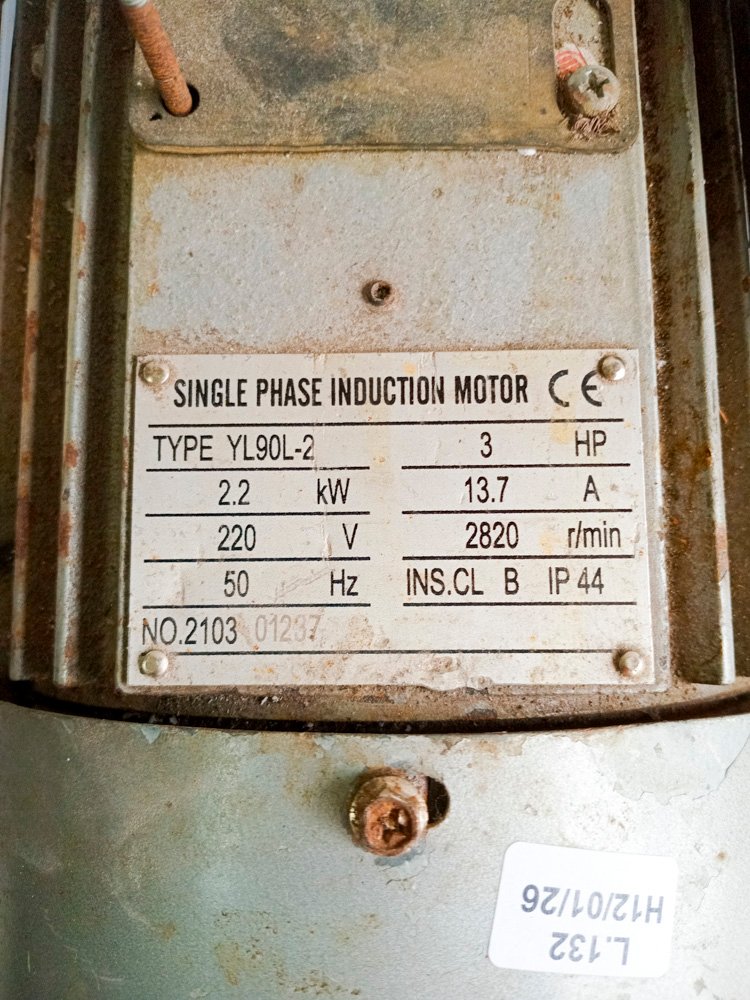 SINGLE PHASE INDUCTION MOTOR CE
TYPE YL90L-2 3 HP
2.2 kW 13.7 A
220 V 2820 r/min
50 Hz INS.CL B IP 44
NO.2103 01237
L.132
H12/01/26